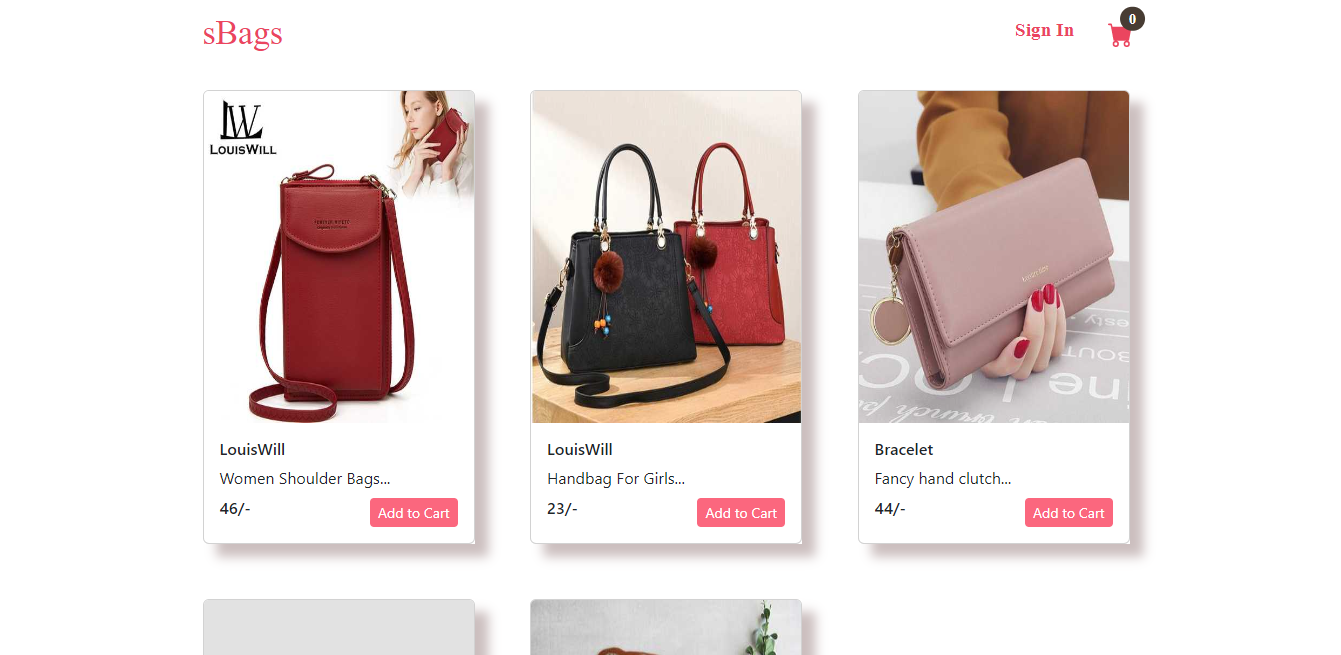 sBags
Sign In
0
LW
LOUISWILL
LouisWill
Women Shoulder Bags...
46/-
Add to Cart
LouisWill
Handbag For Girls...
23/-
Add to Cart
Bracelet
Fancy hand clutch...
44/-
Add to Cart